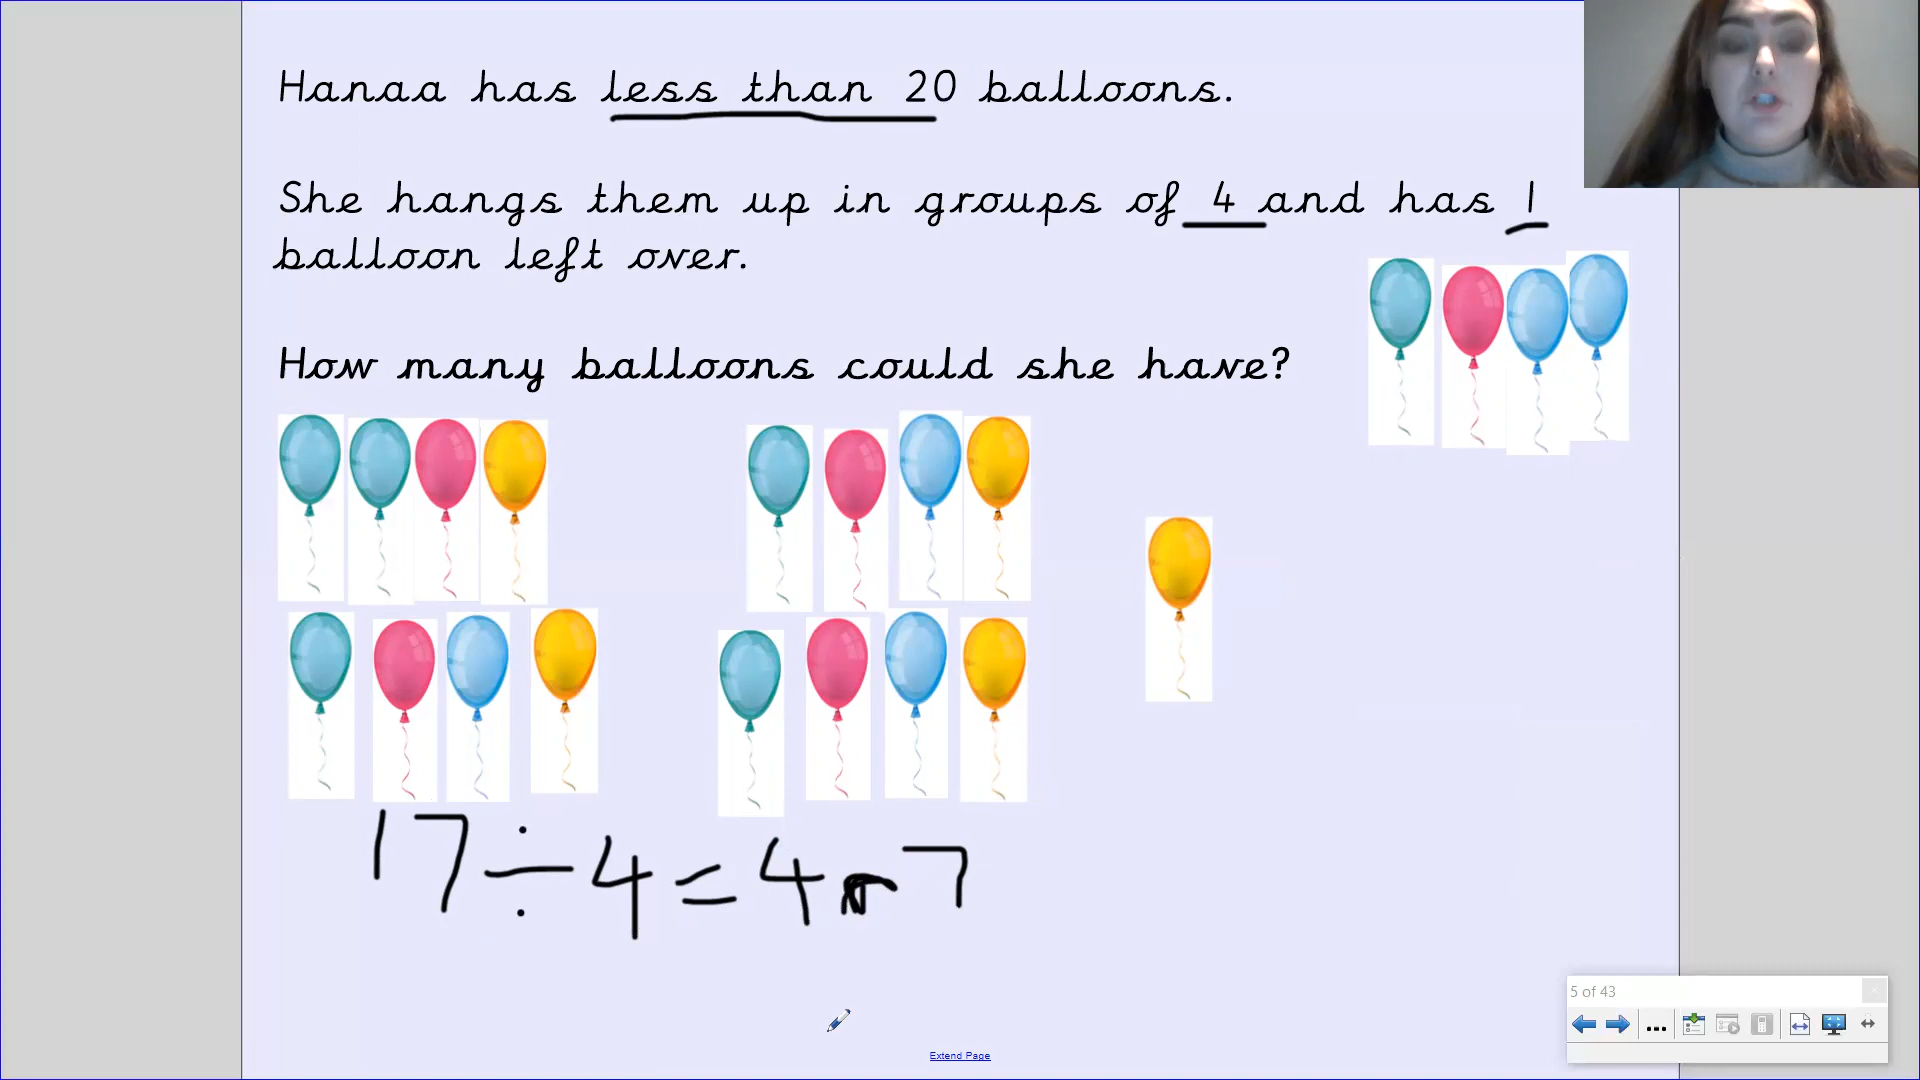 Hanaa has less than 20 balloons.
She hangs them up in groups of 4 and has 1
balloon left over.
How many balloons could she have?
17 ÷ 4 = 4 r 7
5 of 43
Extend Page